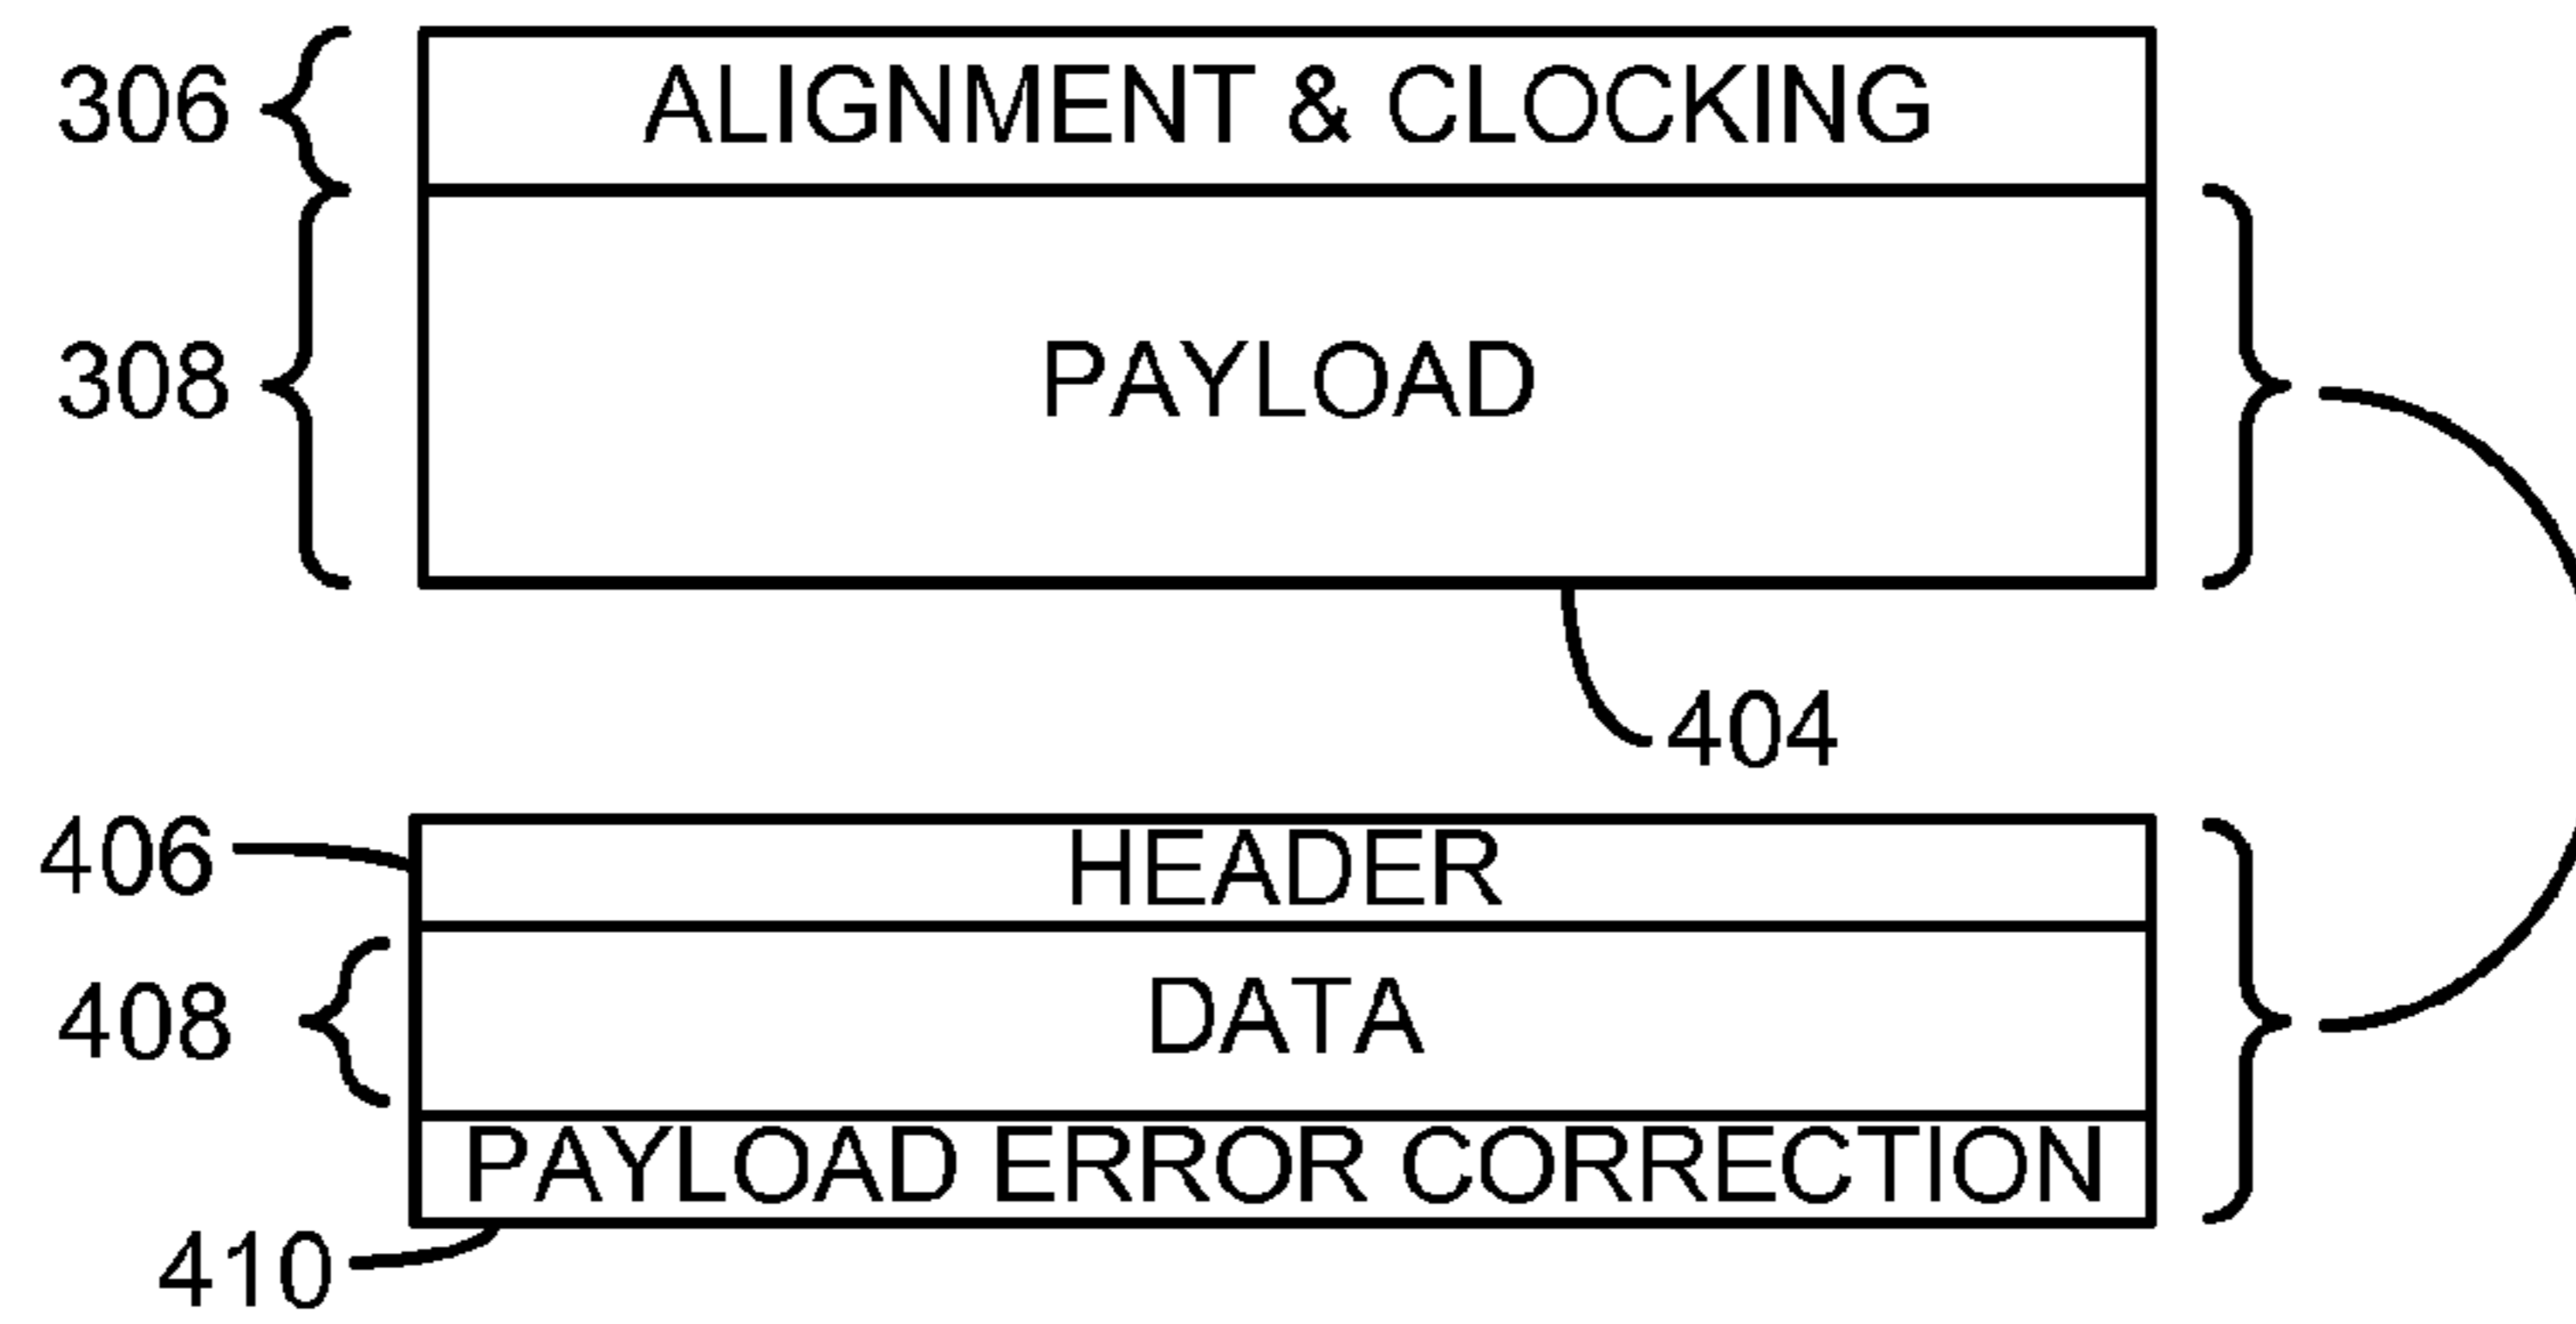 306 ALIGNMENT & CLOCKING
308 PAYLOAD
404
406 HEADER
408 DATA
PAYLOAD ERROR CORRECTION
410